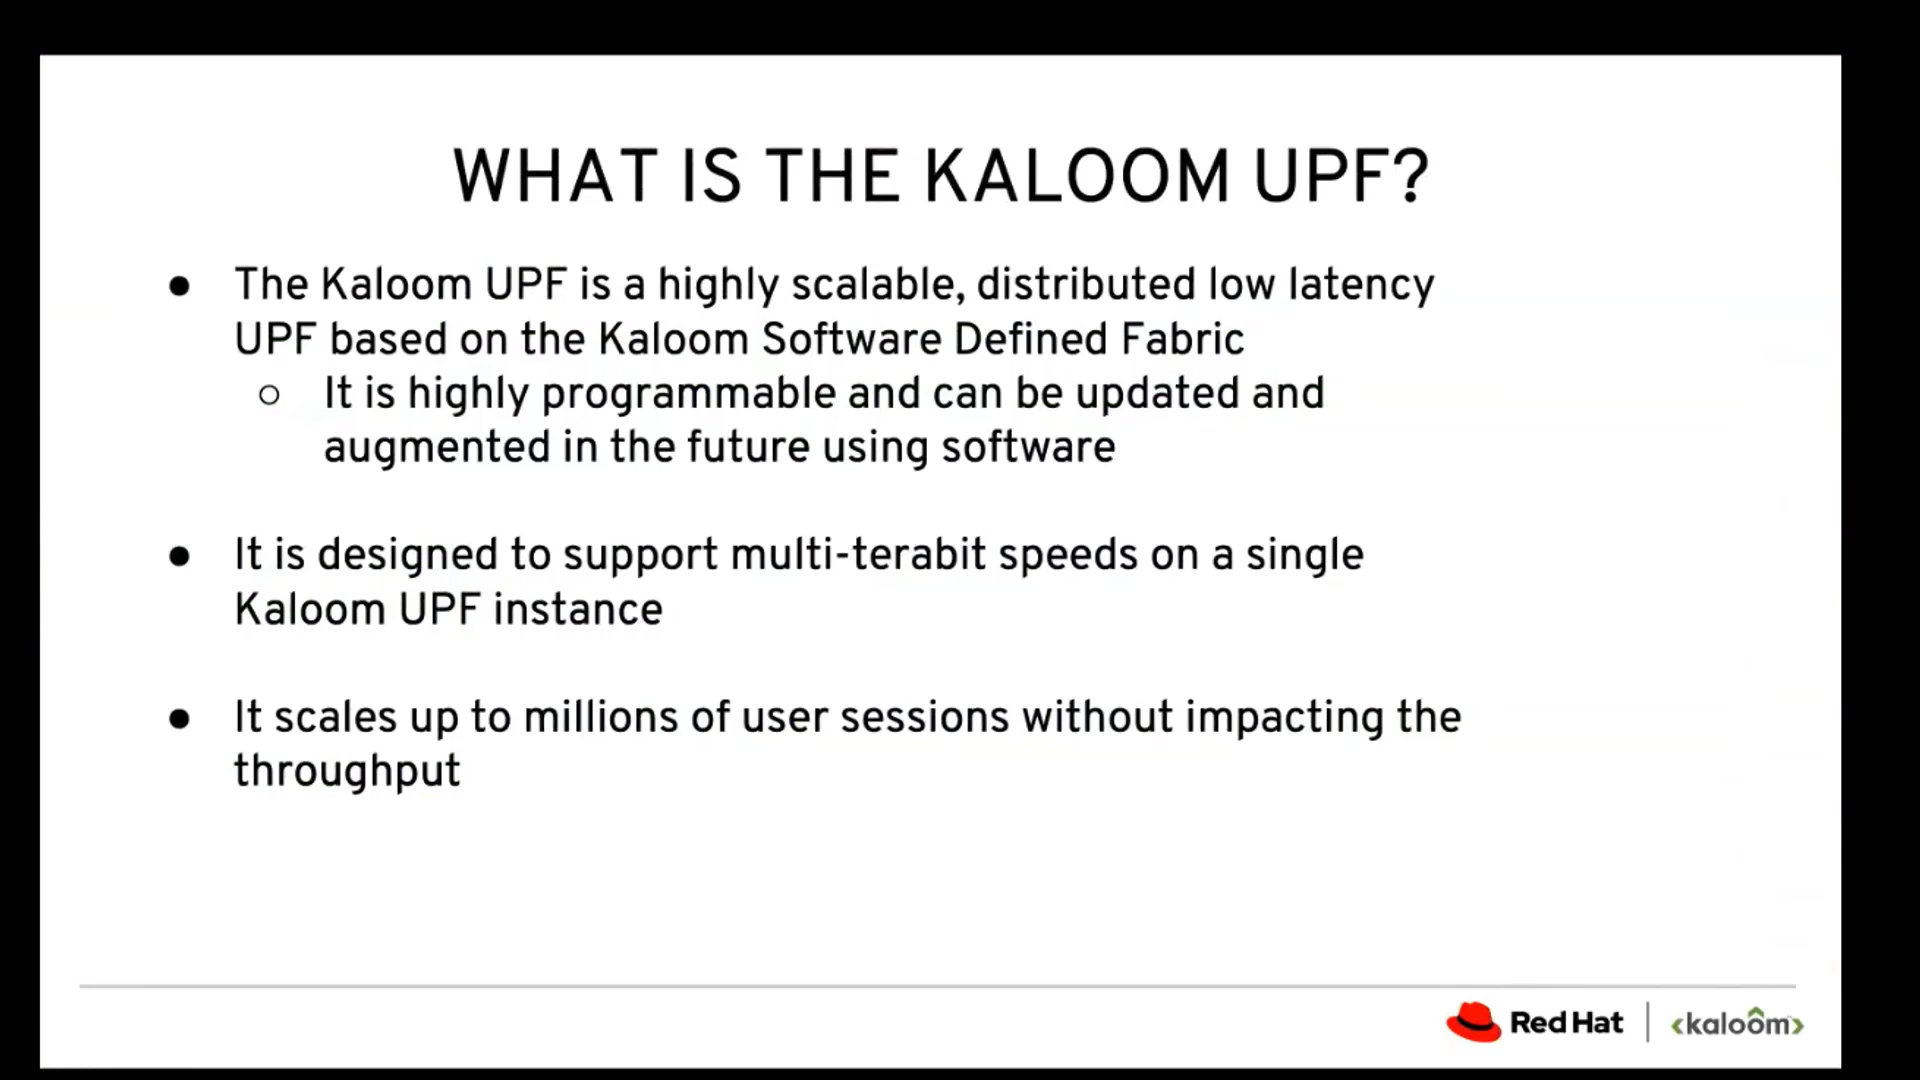 WHAT IS THE KALOOM UPF?
● The Kaloom UPF is a highly scalable, distributed low latency
UPF based on the Kaloom Software Defined Fabric
○ It is highly programmable and can be updated and
augmented in the future using software
● It is designed to support multi-terabit speeds on a single
Kaloom UPF instance
● It scales up to millions of user sessions without impacting the
throughput
Red Hat | <kaloôm>